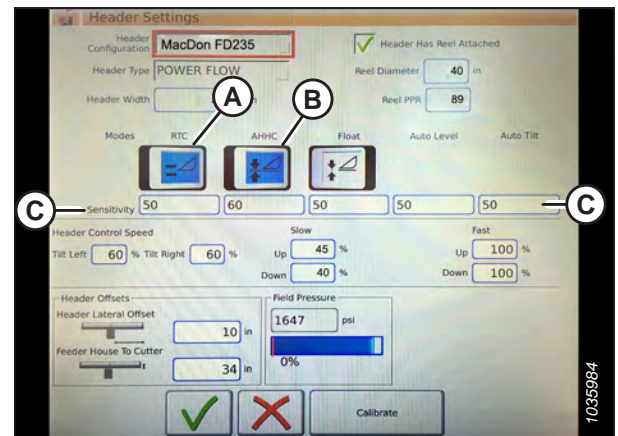 Header Settings
Header Configuration MacDon FD235 Header Has Reel Attached
Header Type POWER FLOW Reel Diameter 40 in
Header Width Reel PPR 89
A B
Modes RTC AHHC Float Auto Level Auto Tilt
C C
Sensitivity 50 60 50 50 50
Header Control Speed Slow Fast
Tilt Left 60 % Tilt Right 60 % Up 45 % Up 100 %
Down 40 % Down 100 %
Header Offsets Field Pressure
Header Lateral Offset 1647 psi
10 in
Feeder House To Cutter 0%
34 in
Calibrate
1035984